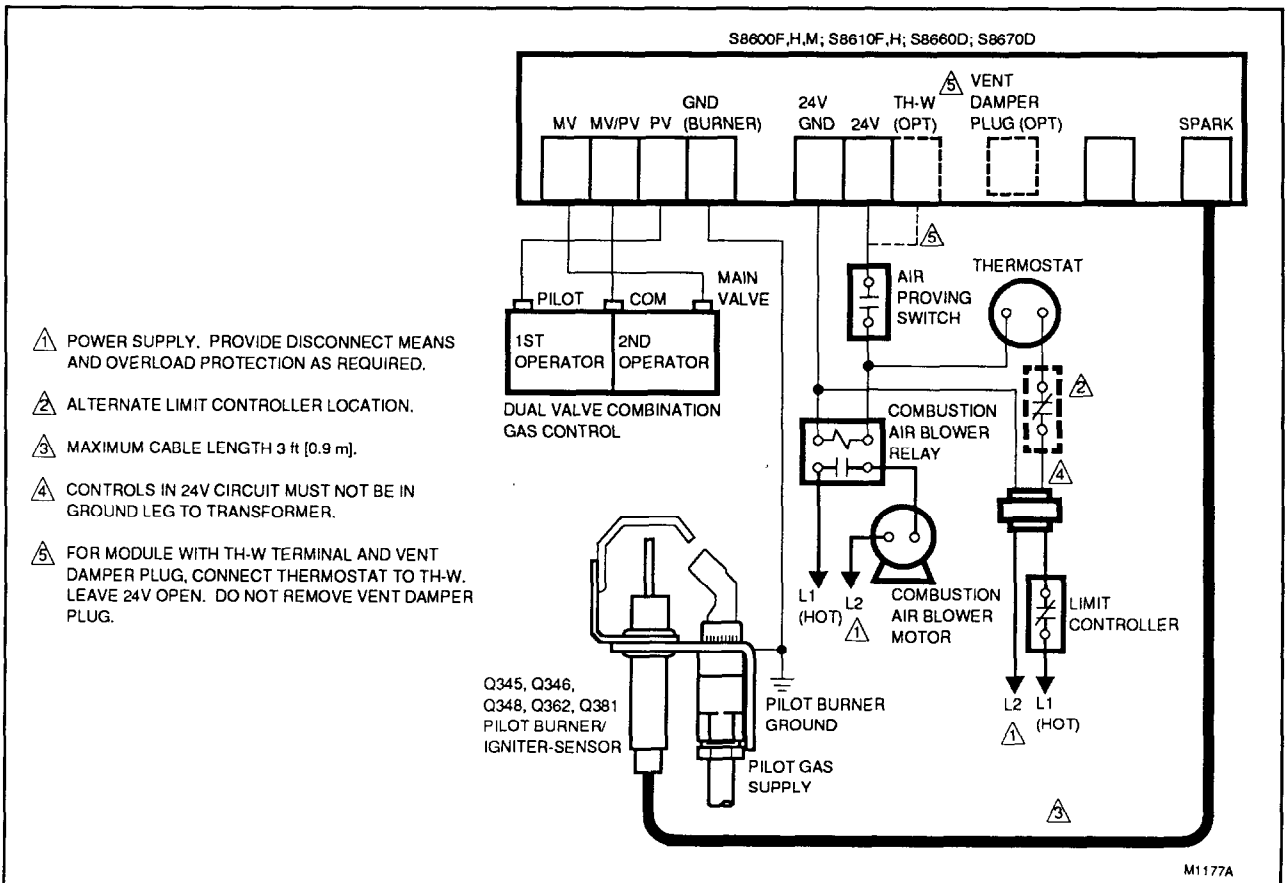 S8600F,H,M; S8610F,H; S8660D; S8670D
MV
MV/PV
PV
GND
(BURNER)
24V
GND
24V
TH-W
(OPT)
5
VENT
DAMPER
PLUG (OPT)
SPARK
5
PILOT
COM
MAIN
VALVE
1ST
OPERATOR
2ND
OPERATOR
DUAL VALVE COMBINATION
GAS CONTROL
AIR
PROVING
SWITCH
THERMOSTAT
2
COMBUSTION
AIR BLOWER
RELAY
4
L1
(HOT)
L2
1
COMBUSTION
AIR BLOWER
MOTOR
LIMIT
CONTROLLER
L2
1
L1
(HOT)
Q345, Q346,
Q348, Q362, Q381
PILOT BURNER/
IGNITER-SENSOR
PILOT BURNER
GROUND
PILOT GAS
SUPPLY
3
1 POWER SUPPLY. PROVIDE DISCONNECT MEANS
AND OVERLOAD PROTECTION AS REQUIRED.
2 ALTERNATE LIMIT CONTROLLER LOCATION.
3 MAXIMUM CABLE LENGTH 3 ft [0.9 m].
4 CONTROLS IN 24V CIRCUIT MUST NOT BE IN
GROUND LEG TO TRANSFORMER.
5 FOR MODULE WITH TH-W TERMINAL AND VENT
DAMPER PLUG, CONNECT THERMOSTAT TO TH-W.
LEAVE 24V OPEN. DO NOT REMOVE VENT DAMPER
PLUG.
M1177A